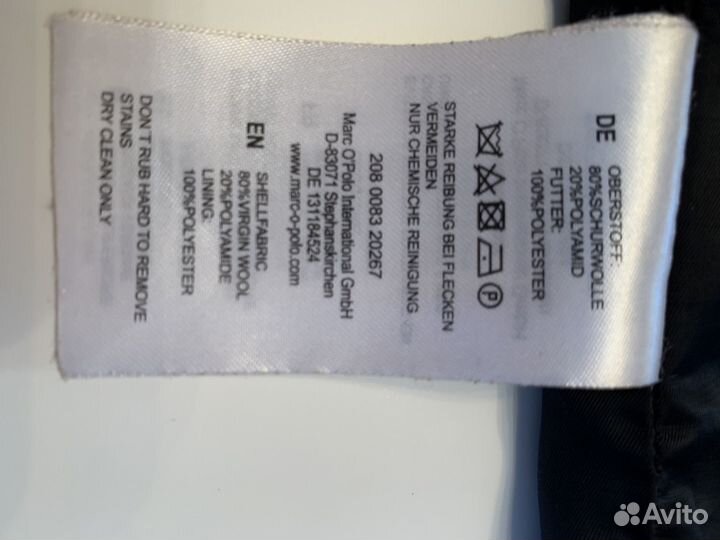 DE
OBERSTOFF:
80%SCHURWOLLE
20%POLYAMID
FUTTER:
100%POLYESTER
P
STARKE REIBUNG BEI FLECKEN
VERMEIDEN
NUR CHEMISCHE REINIGUNG
208 0083 20267
Marc O'Polo International GmbH
D-83071 Stephanskirchen
DE 131184524
www.marc-o-polo.com
EN
SHELLFABRIC
80%VIRGIN WOOL
20%POLYAMIDE
LINING:
100%POLYESTER
DON`T RUB HARD TO REMOVE
STAINS
DRY CLEAN ONLY
Avito